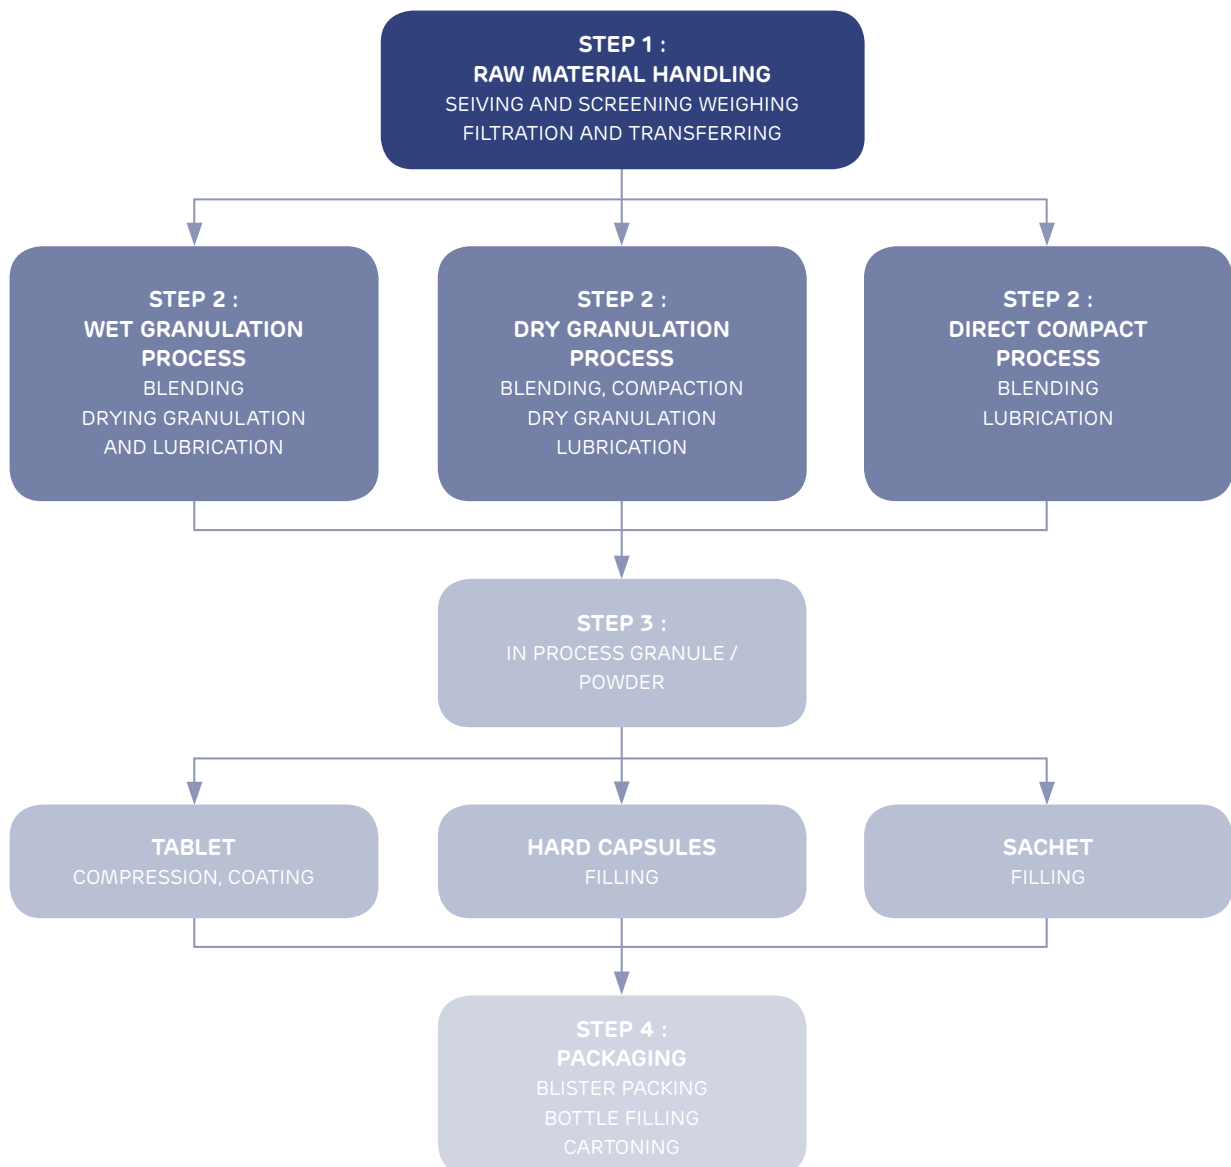 STEP 1 :
RAW MATERIAL HANDLING
SEIVING AND SCREENING WEIGHING
FILTRATION AND TRANSFERRING
STEP 2 :
WET GRANULATION
PROCESS
BLENDING
DRYING GRANULATION
AND LUBRICATION
STEP 2 :
DRY GRANULATION
PROCESS
BLENDING, COMPACTION
DRY GRANULATION
LUBRICATION
STEP 2 :
DIRECT COMPACT
PROCESS
BLENDING
LUBRICATION
STEP 3 :
IN PROCESS GRANULE /
POWDER
TABLET
COMPRESSION, COATING
HARD CAPSULES
FILLING
SACHET
FILLING
STEP 4 :
PACKAGING
BLISTER PACKING
BOTTLE FILLING
CARTONING